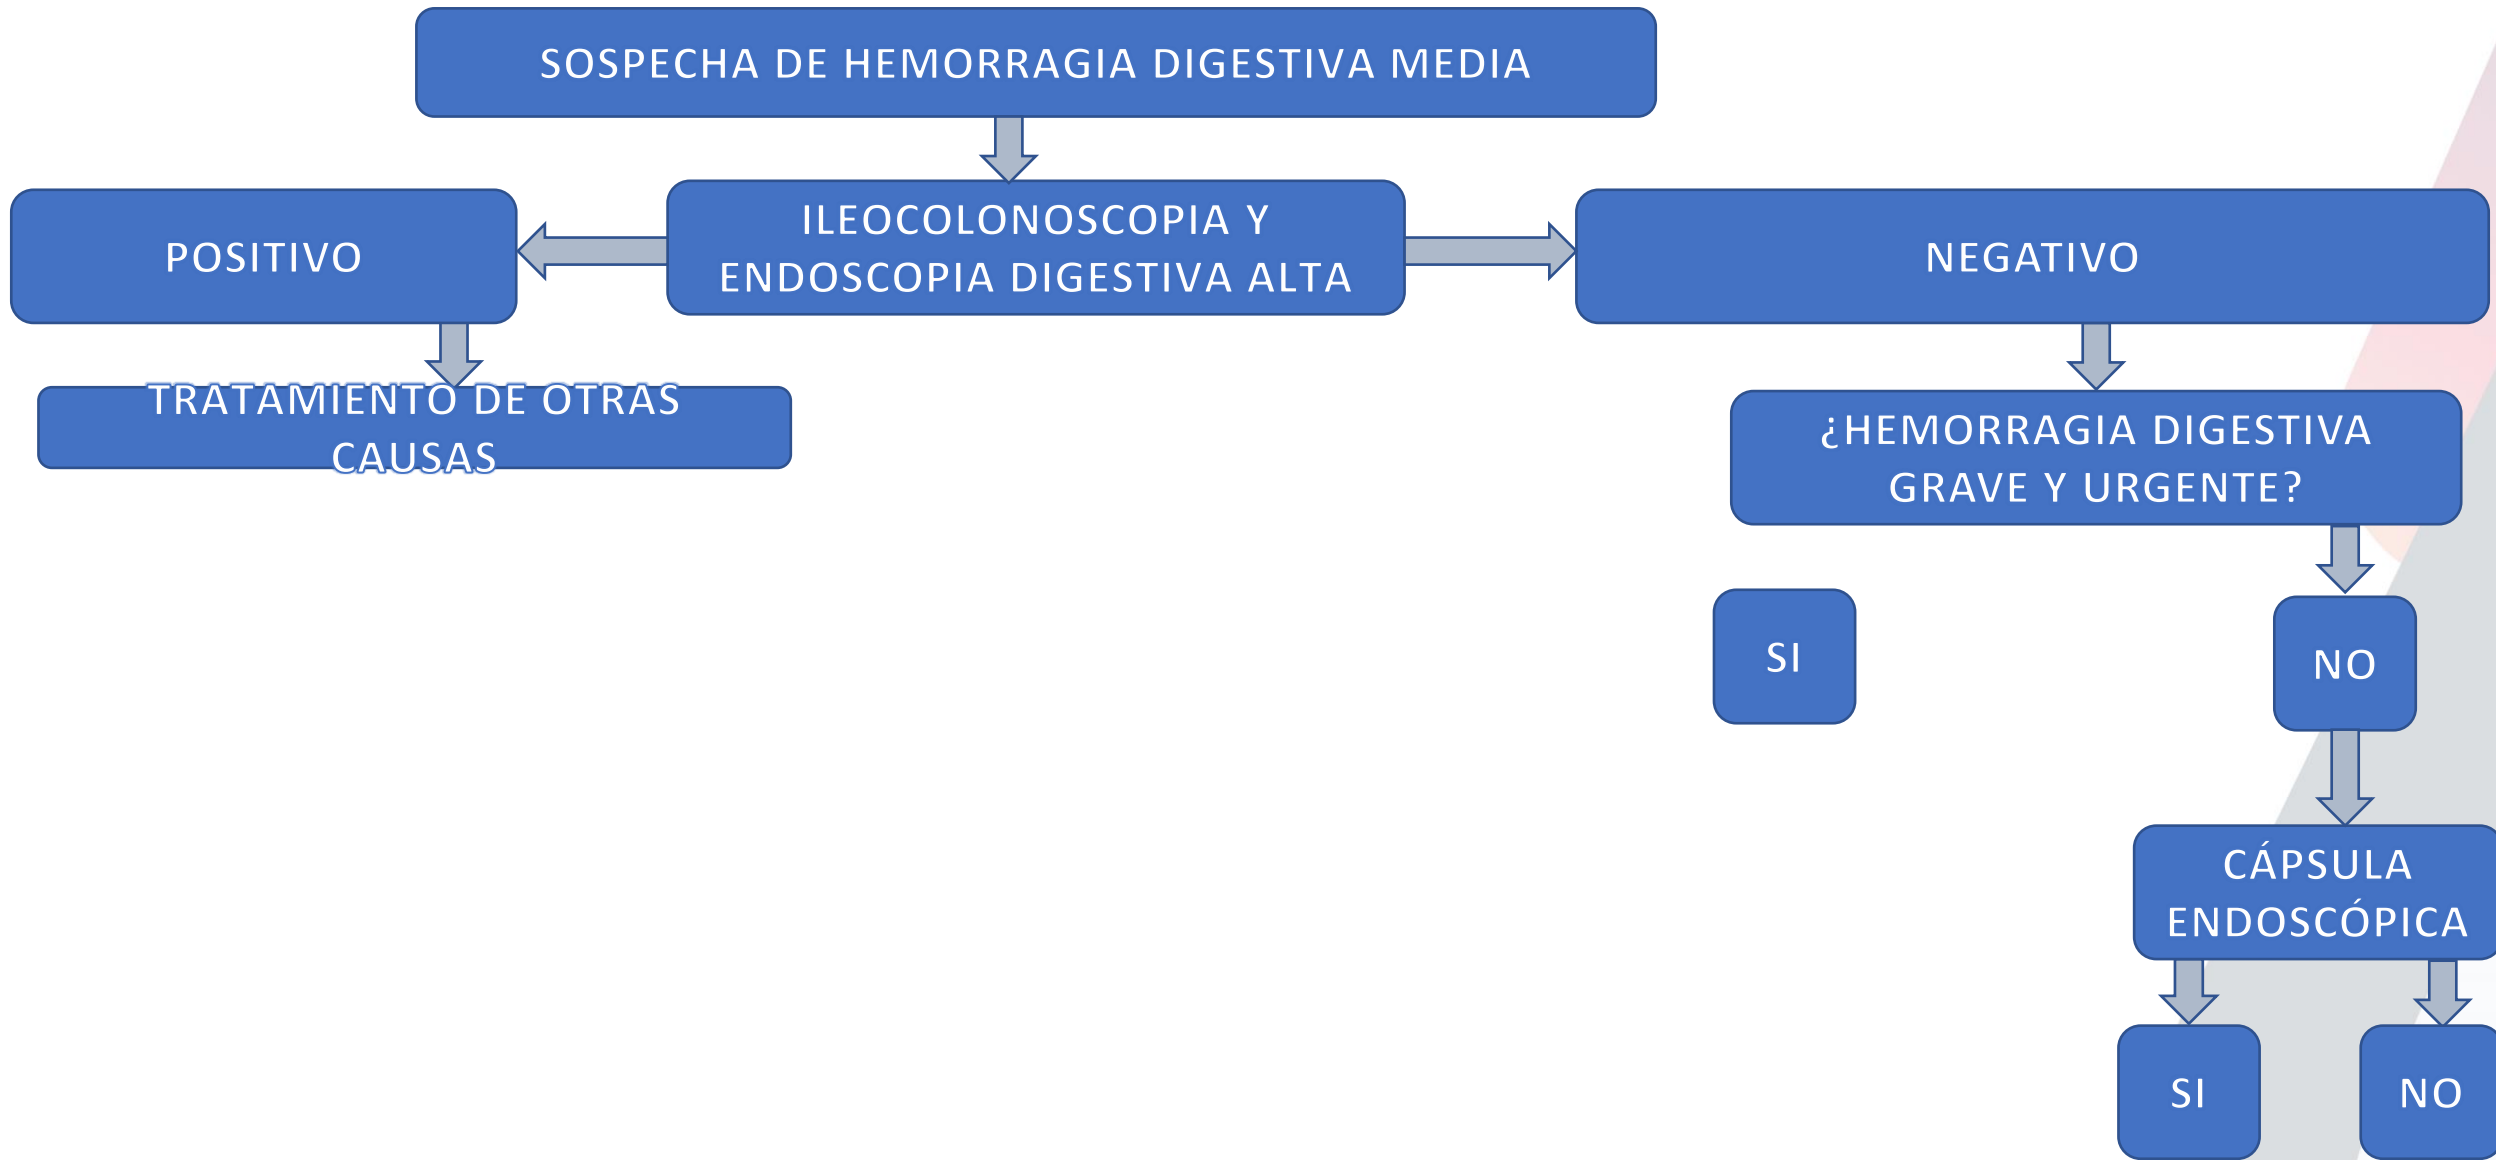 SOSPECHA DE HEMORRAGIA DIGESTIVA MEDIA
POSITIVO
ILEOCOLONOSCOPIA Y
ENDOSCOPIA DIGESTIVA ALTA
NEGATIVO
TRATAMIENTO DE OTRAS
CAUSAS
¿HEMORRAGIA DIGESTIVA
GRAVE Y URGENTE?
SI
NO
CÁPSULA
ENDOSCÓPICA
SI
NO